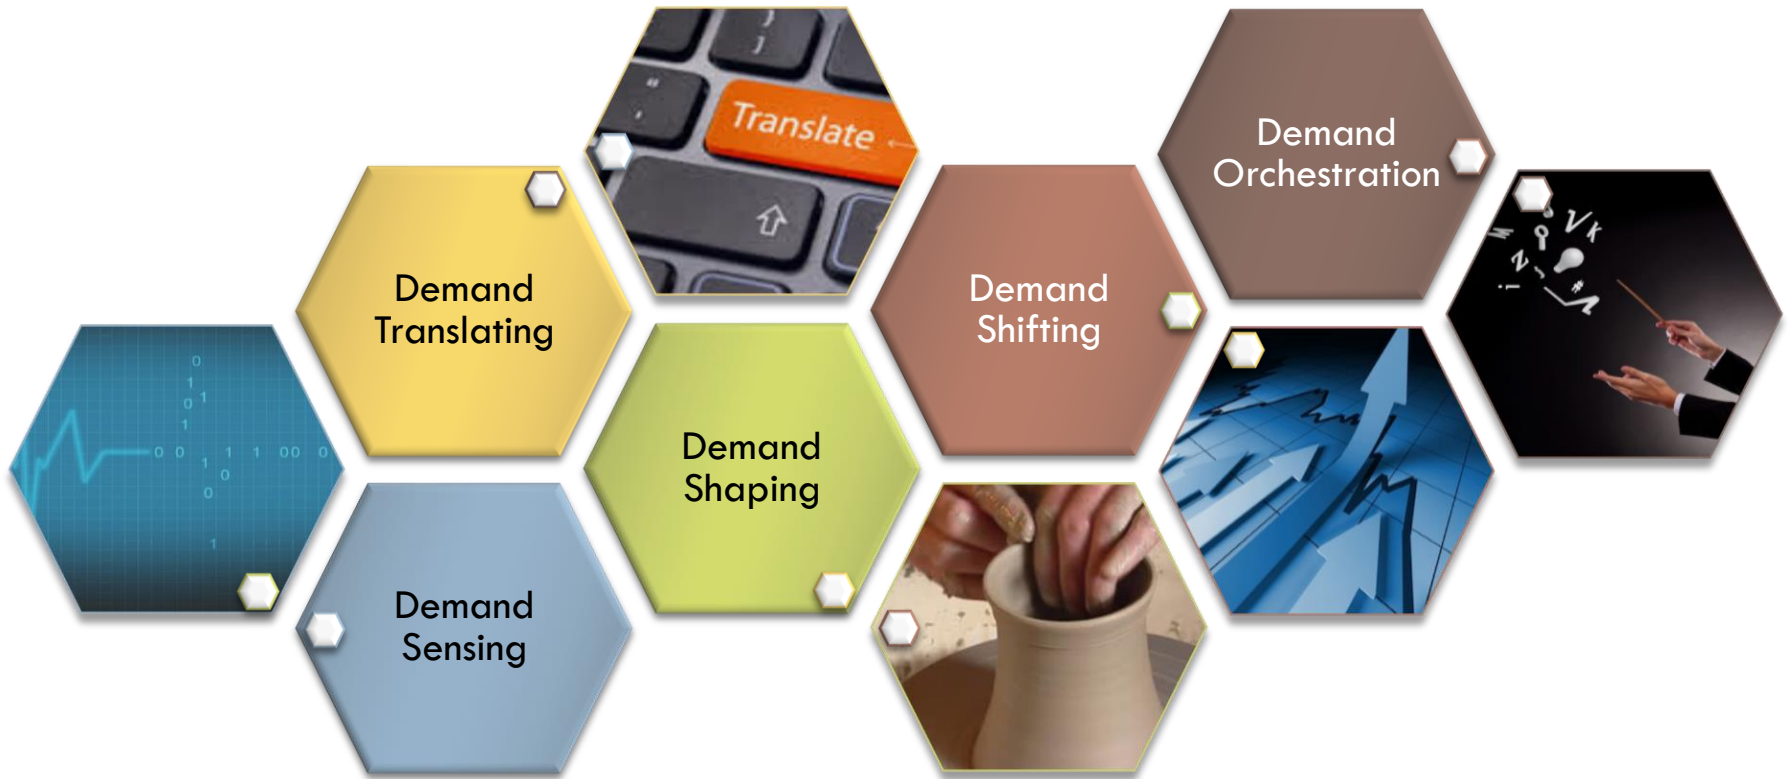 Translate
Demand
Orchestration
Demand
Translating
Demand
Shifting
Demand
Shaping
Demand
Sensing